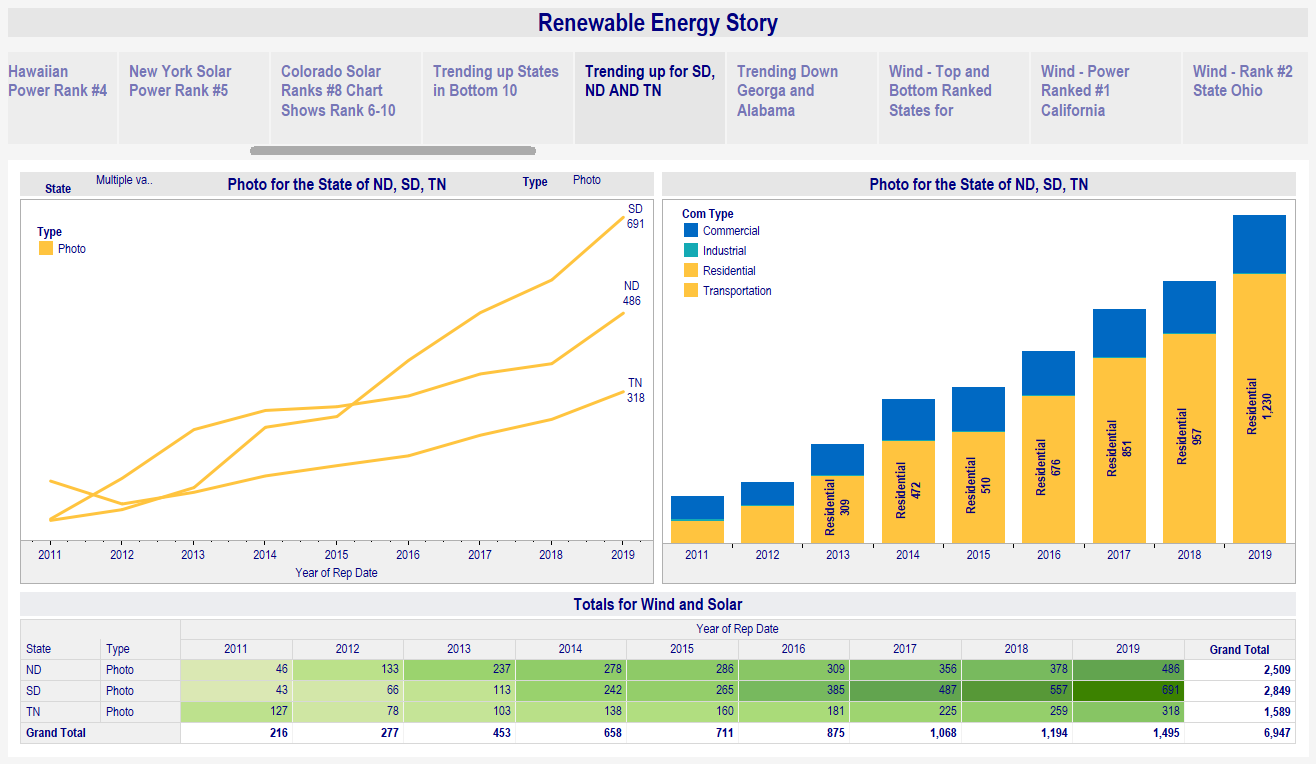 Renewable Energy Story
Hawaiian
Power Rank #4
New York Solar
Power Rank #5
Colorado Solar
Ranks #8 Chart
Shows Rank 6-10
Trending up States
in Bottom 10
Trending up for SD,
ND AND TN
Trending Down
Georga and
Alabama
Wind - Top and
Bottom Ranked
States for
Wind - Power
Ranked #1
California
Wind - Rank #2
State Ohio
State
Multiple va..
Photo for the State of ND, SD, TN
Type
Photo
Type
Photo
SD
691
ND
486
TN
318
2011 2012 2013 2014 2015 2016 2017 2018 2019
Year of Rep Date
Photo for the State of ND, SD, TN
Com Type
Commercial
Industrial
Residential
Transportation
Residential
309
Residential
472
Residential
510
Residential
676
Residential
851
Residential
957
Residential
1,230
2011 2012 2013 2014 2015 2016 2017 2018 2019
Totals for Wind and Solar
Year of Rep Date
State Type 2011 2012 2013 2014 2015 2016 2017 2018 2019 Grand Total
ND Photo 46 133 237 278 286 309 356 378 486 2,509
SD Photo 43 66 113 242 265 385 487 557 691 2,849
TN Photo 127 78 103 138 160 181 225 259 318 1,589
Grand Total 216 277 453 658 711 875 1,068 1,194 1,495 6,947